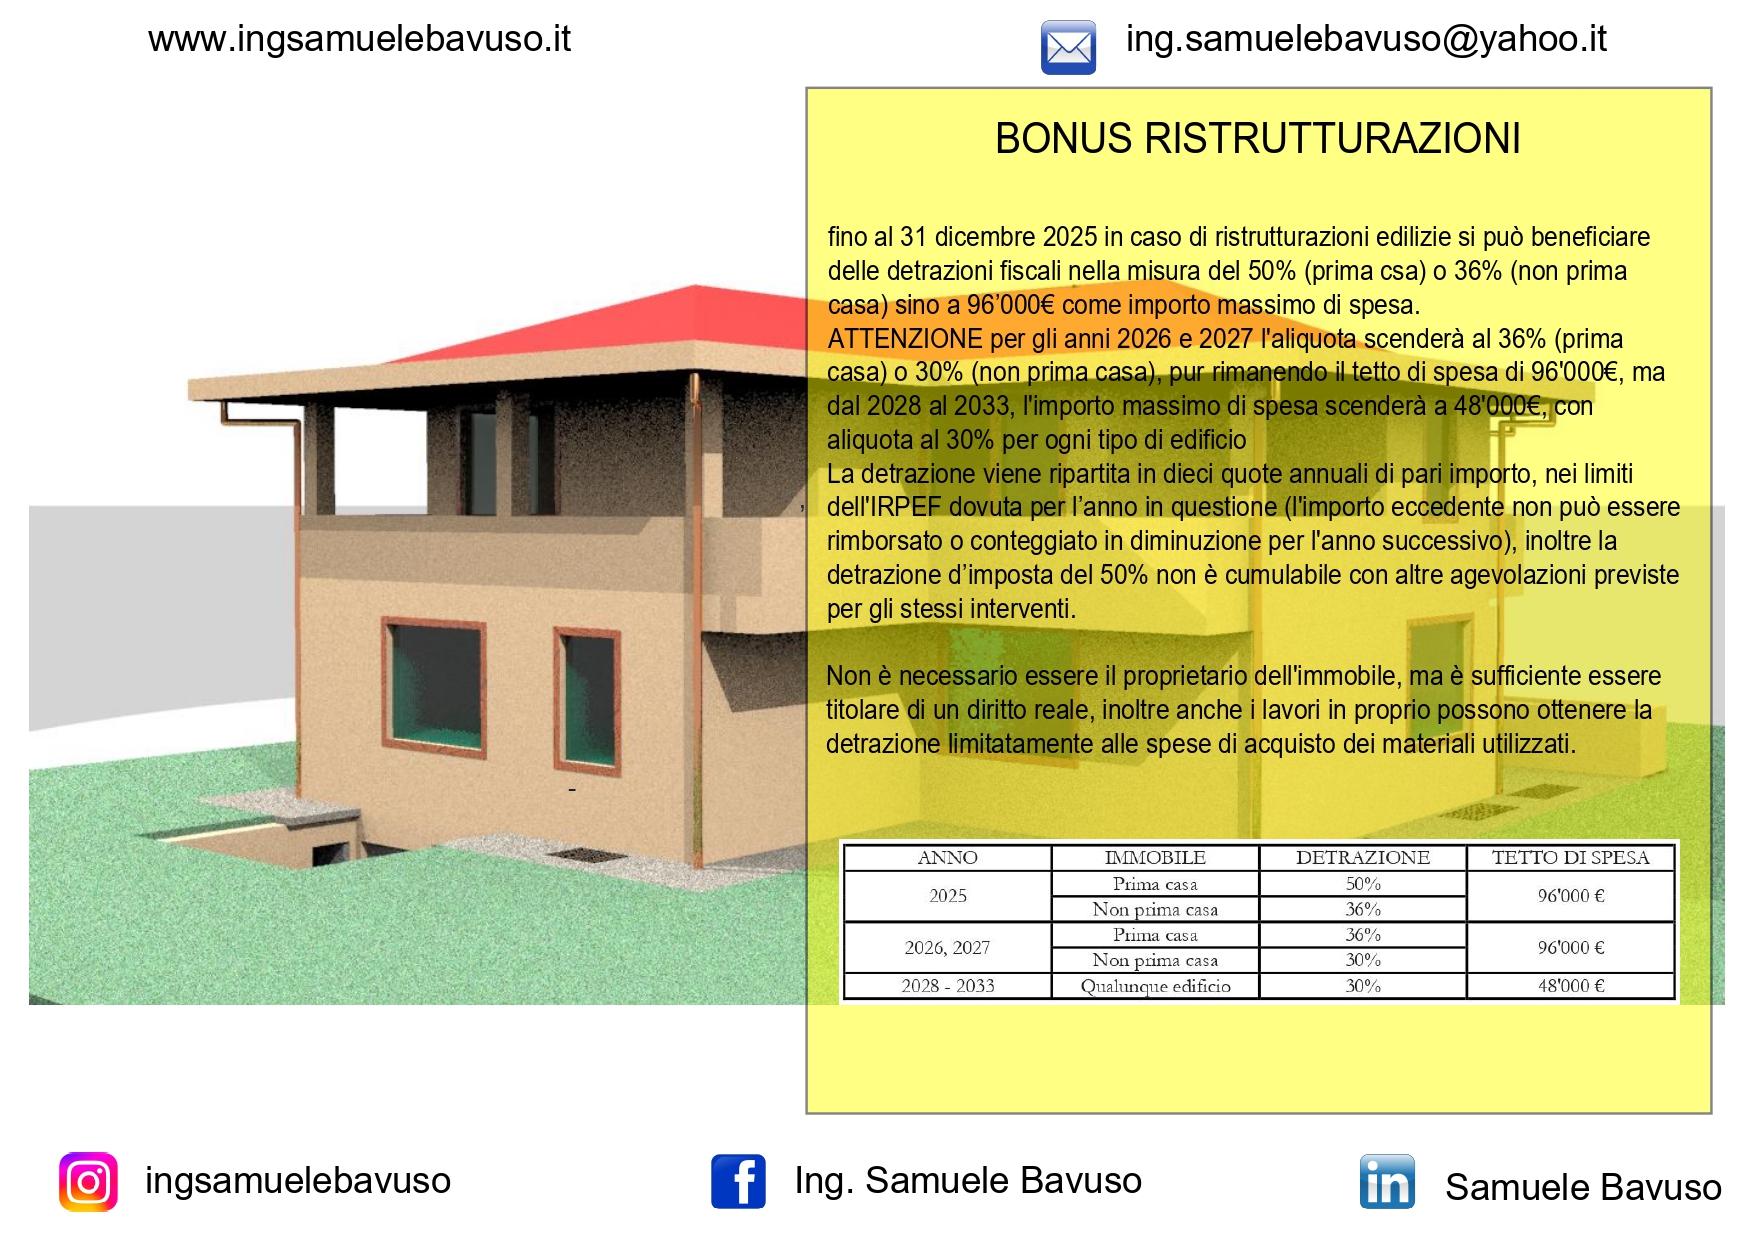 www.ingsamuelebavuso.it
ing.samuelebavuso@yahoo.it
BONUS RISTRUTTURAZIONI
fino al 31 dicembre 2025 in caso di ristrutturazioni edilizie si può beneficiare
delle detrazioni fiscali nella misura del 50% (prima csa) o 36% (non prima
casa) sino a 96’000€ come importo massimo di spesa.
ATTENZIONE per gli anni 2026 e 2027 l'aliquota scenderà al 36% (prima
casa) o 30% (non prima casa), pur rimanendo il tetto di spesa di 96'000€, ma
dal 2028 al 2033, l'importo massimo di spesa scenderà a 48'000€, con
aliquota al 30% per ogni tipo di edificio
La detrazione viene ripartita in dieci quote annuali di pari importo, nei limiti
dell'IRPEF dovuta per l’anno in questione (l'importo eccedente non può essere
rimborsato o conteggiato in diminuzione per l'anno successivo), inoltre la
detrazione d’imposta del 50% non è cumulabile con altre agevolazioni previste
per gli stessi interventi.
Non è necessario essere il proprietario dell'immobile, ma è sufficiente essere
titolare di un diritto reale, inoltre anche i lavori in proprio possono ottenere la
detrazione limitatamente alle spese di acquisto dei materiali utilizzati.
ANNO IMMOBILE DETRAZIONE TETTO DI SPESA
2025 Prima casa 50% 96'000 €
Non prima casa 36%
2026, 2027 Prima casa 36% 96'000 €
Non prima casa 30%
2028 - 2033 Qualunque edificio 30% 48'000 €
ingsamuelebavuso
Ing. Samuele Bavuso
Samuele Bavuso